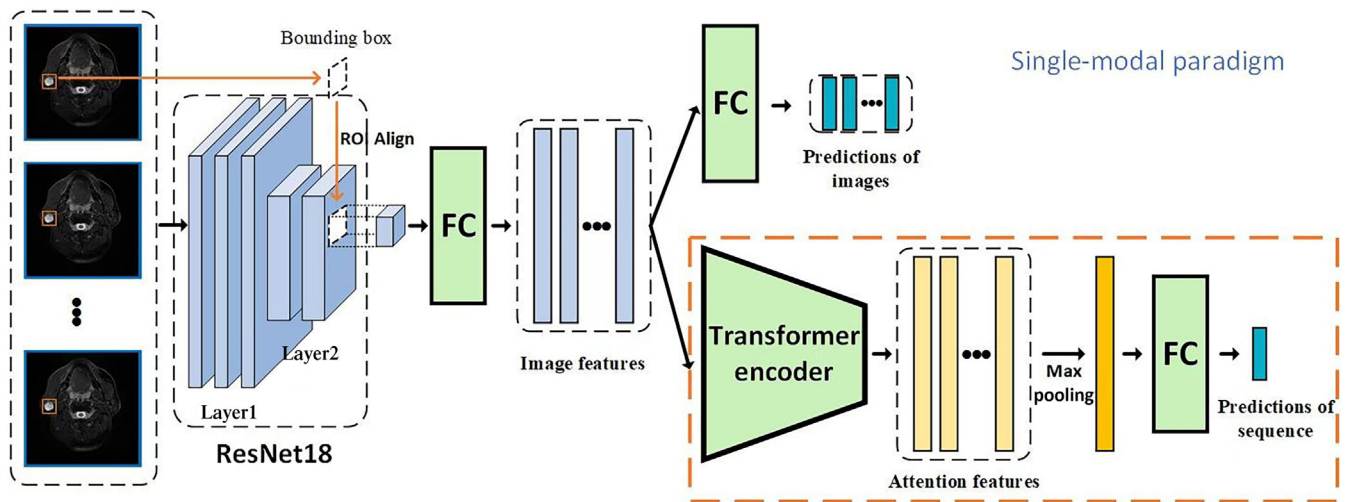 Single-modal paradigm
Bounding box
ROI Align
Layer1
Layer2
ResNet18
FC
Image features
FC
Predictions of
images
Transformer
encoder
Attention features
Max
pooling
FC
Predictions of
sequence